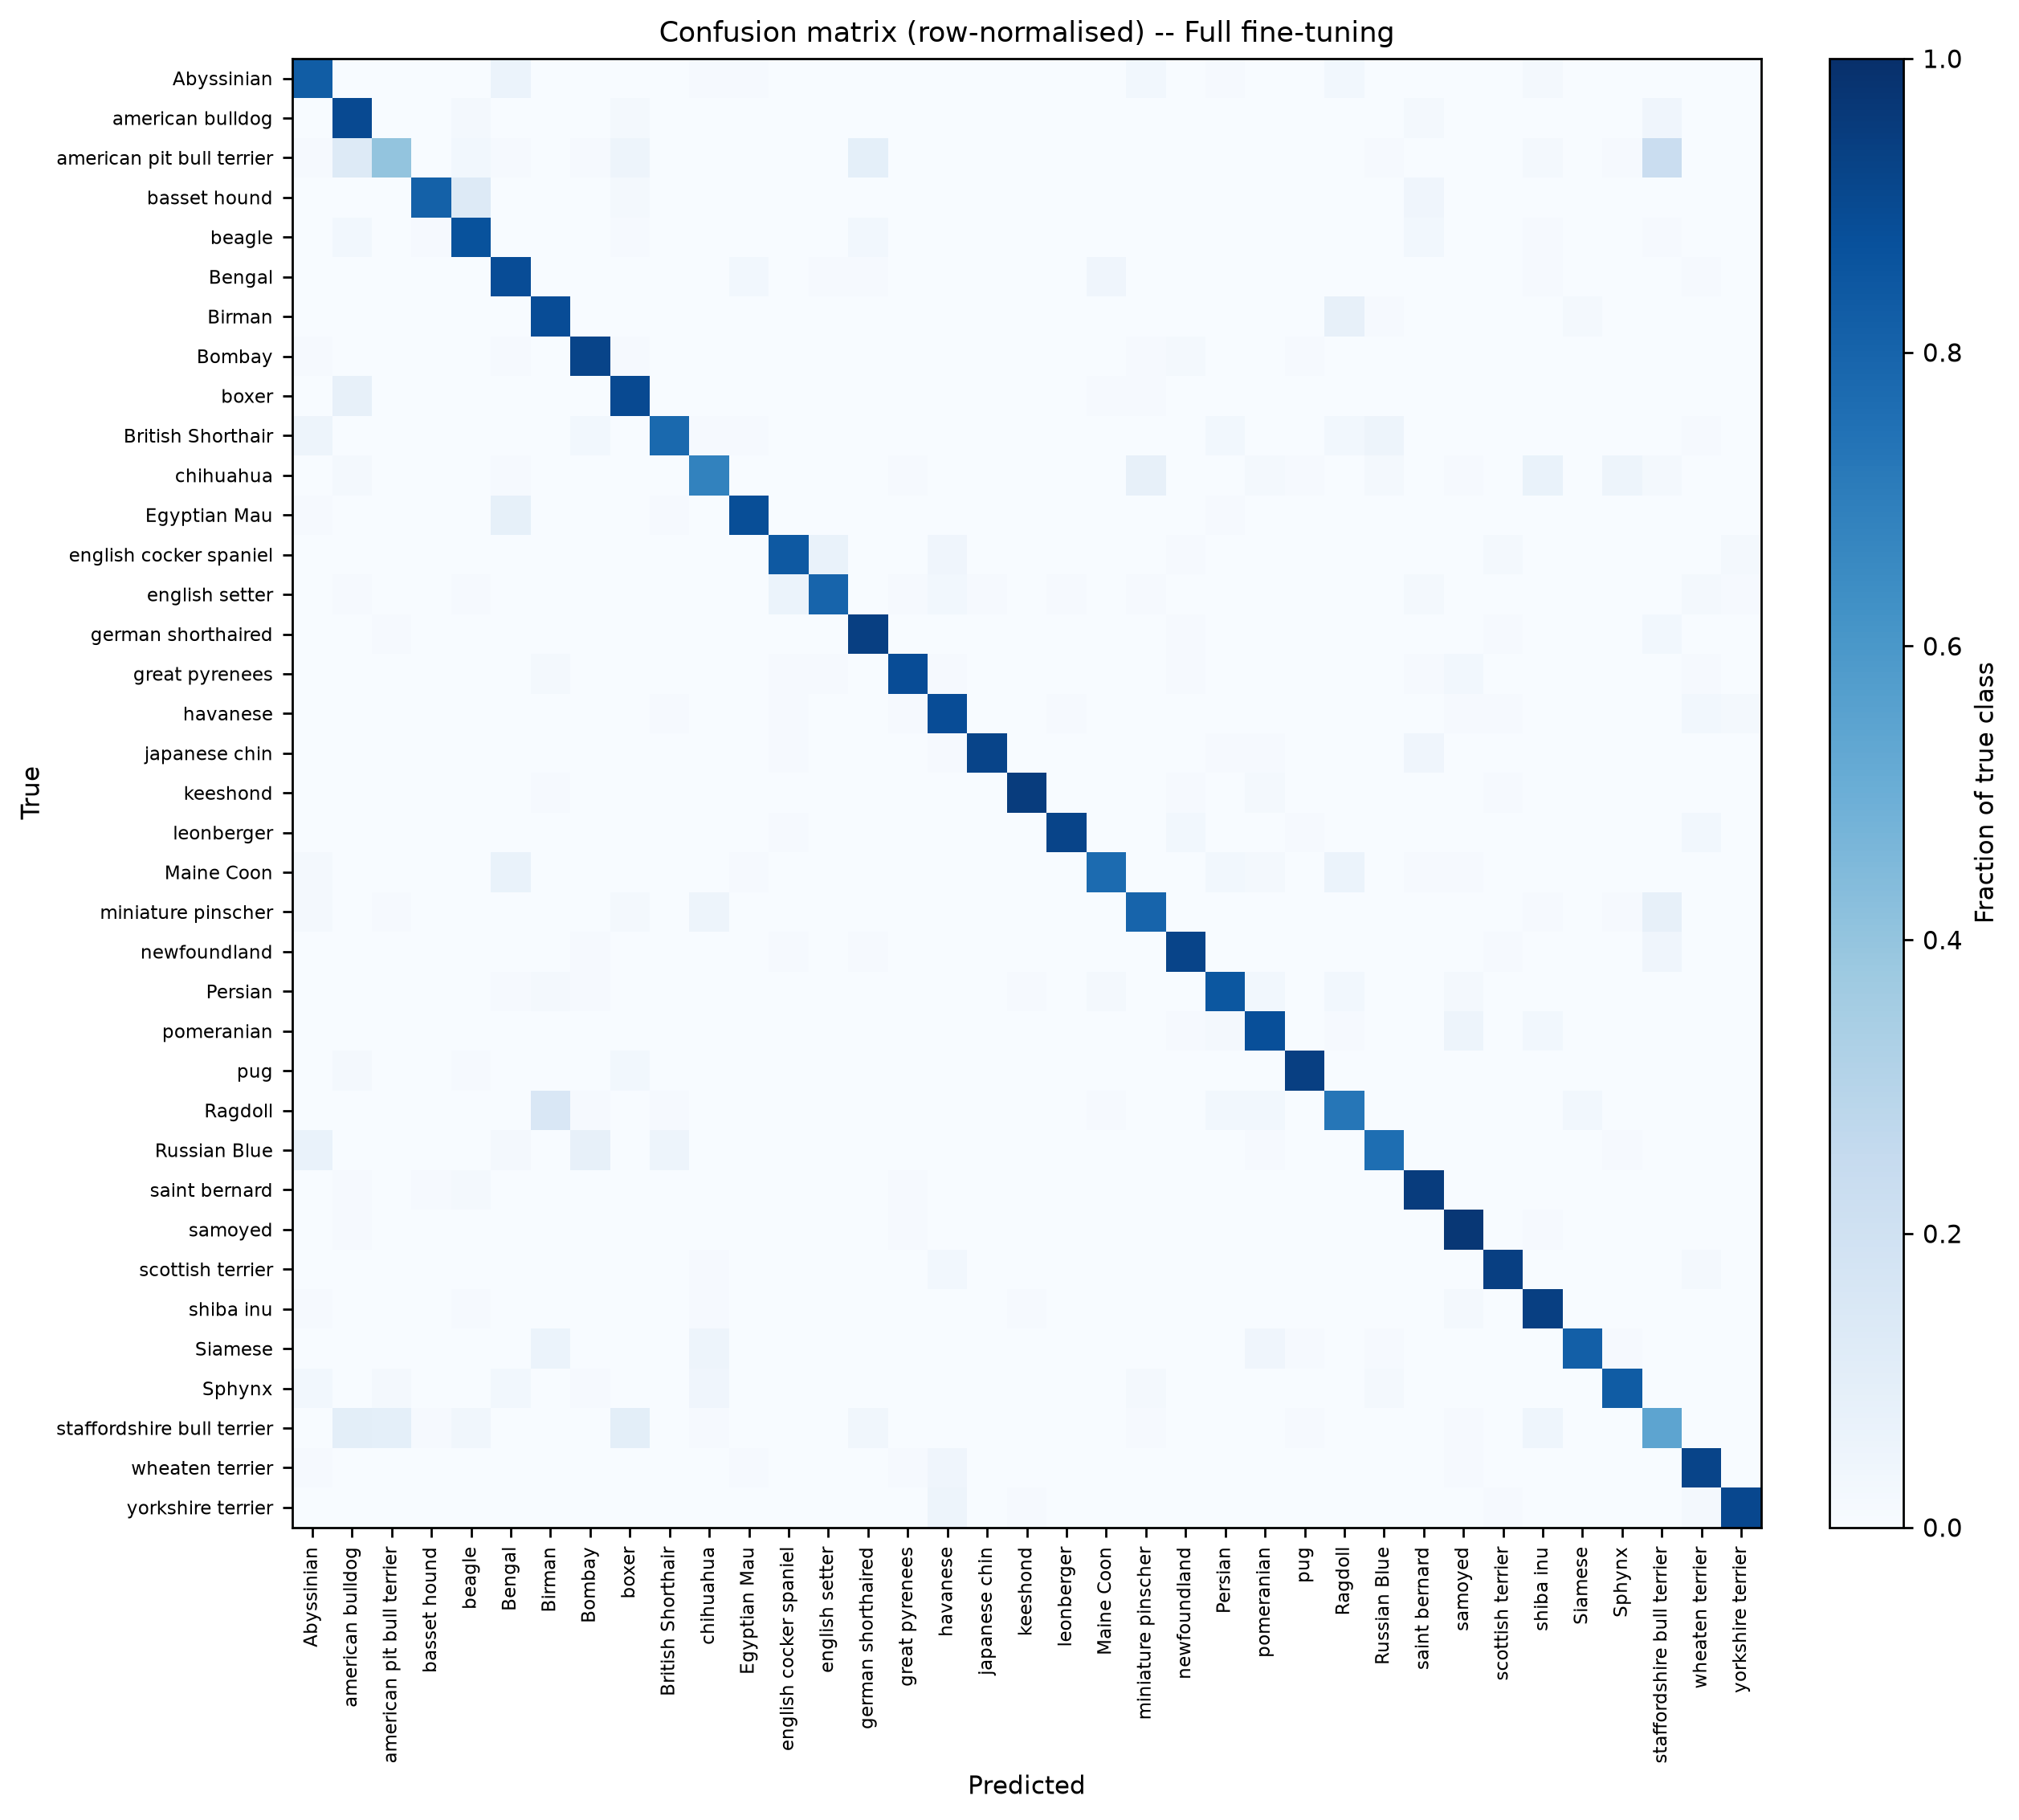 Confusion matrix (row-normalised) -- Full fine-tuning
True
Abyssinian
american bulldog
american pit bull terrier
basset hound
beagle
Bengal
Birman
Bombay
boxer
British Shorthair
chihuahua
Egyptian Mau
english cocker spaniel
english setter
german shorthaired
great pyrenees
havanese
japanese chin
keeshond
leonberger
Maine Coon
miniature pinscher
newfoundland
Persian
pomeranian
pug
Ragdoll
Russian Blue
saint bernard
samoyed
scottish terrier
shiba inu
Siamese
Sphynx
staffordshire bull terrier
wheaten terrier
yorkshire terrier
Abyssinian
american bulldog
american pit bull terrier
basset hound
beagle
Bengal
Birman
Bombay
boxer
British Shorthair
chihuahua
Egyptian Mau
english cocker spaniel
english setter
german shorthaired
great pyrenees
havanese
japanese chin
keeshond
leonberger
Maine Coon
miniature pinscher
newfoundland
Persian
pomeranian
pug
Ragdoll
Russian Blue
saint bernard
samoyed
scottish terrier
shiba inu
Siamese
Sphynx
staffordshire bull terrier
wheaten terrier
yorkshire terrier
Predicted
1.0
0.8
0.6
0.4
0.2
0.0
Fraction of true class